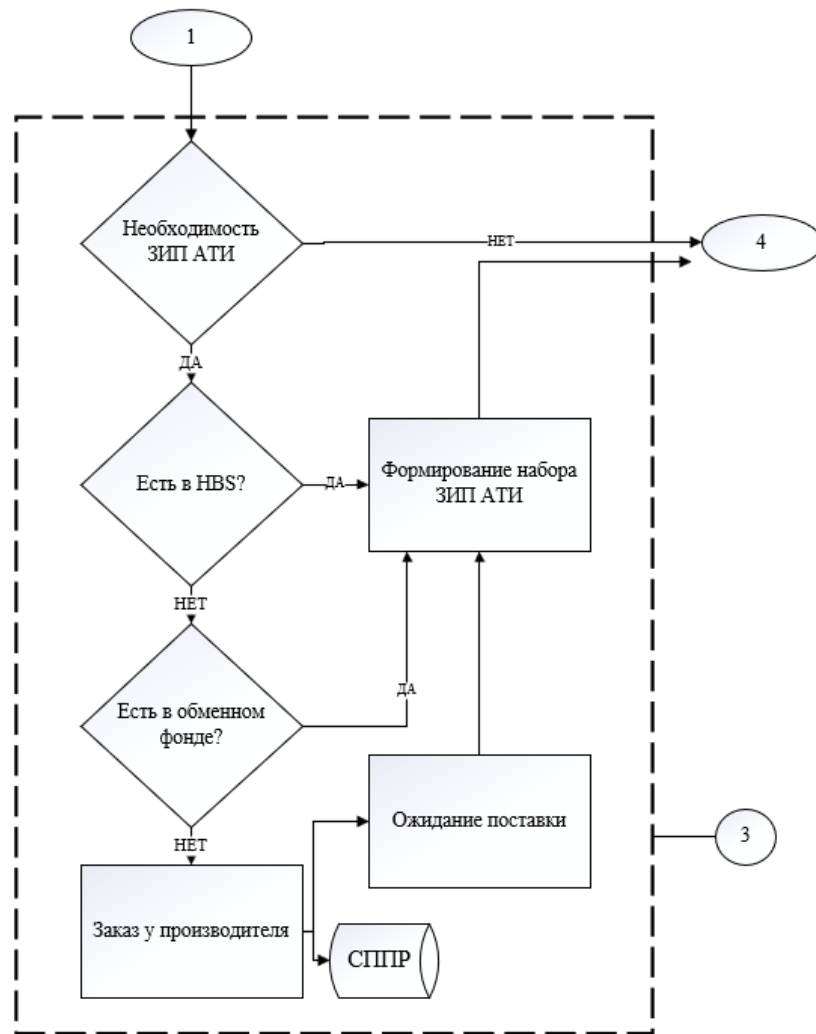 1
Необходимость
ЗИП АТИ
НЕТ
4
ДА
Есть в HBS?
ДА
Формирование набора
ЗИП АТИ
НЕТ
Есть в обменном
фонде?
ДА
НЕТ
Ожидание поставки
3
Заказ у производителя
СППР